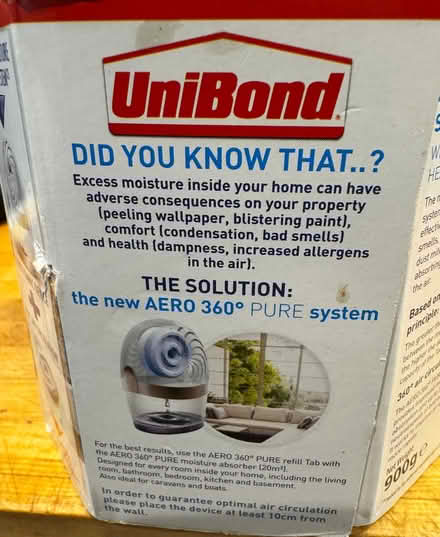 UniBond
DID YOU KNOW THAT..?
Excess moisture inside your home can have
adverse consequences on your property
(peeling wallpaper, blistering paint),
comfort (condensation, bad smells)
and health (dampness, increased allergens
in the air).
THE SOLUTION:
the new AERO 360° PURE system
For the best results, use the AERO 360° PURE refill Tab with
the AERO 360° PURE moisture absorber (20m²).
Designed for every room inside your home, including the living
room, bathroom, bedroom, kitchen and basement.
Also ideal for caravans and boats.
In order to guarantee optimal air circulation
please place the device at least 10cm from
the wall.
900g e